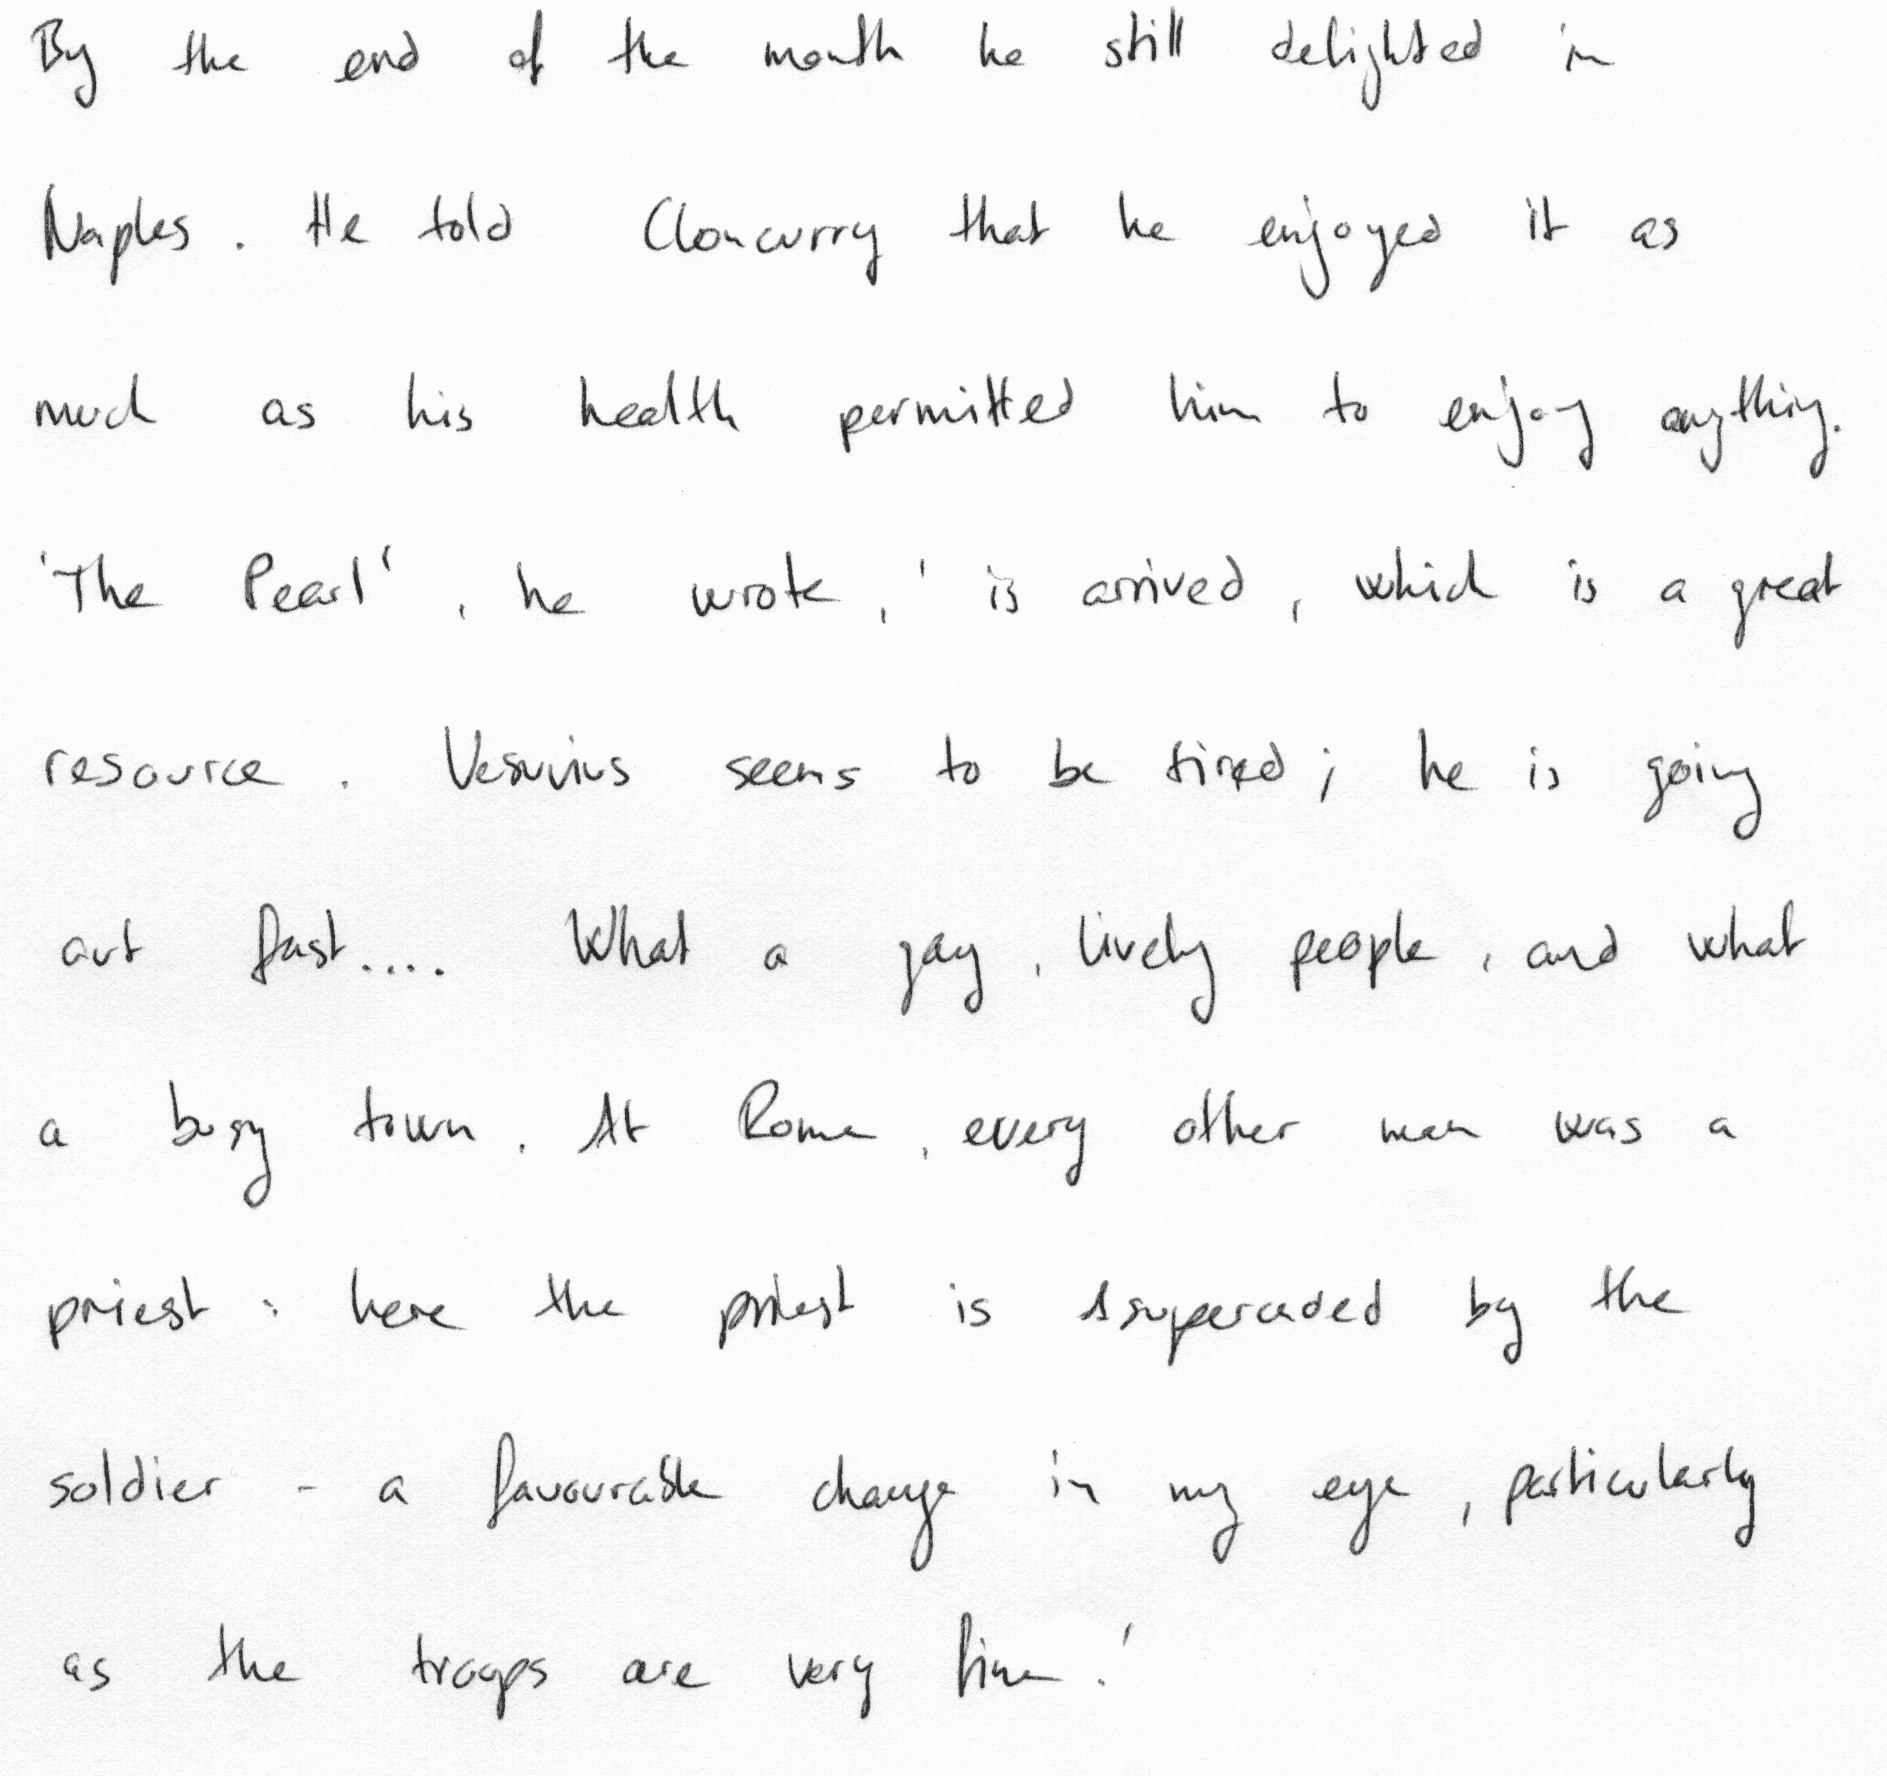 By the end of the month he still delighted in
Naples. He told Cloncurry that he enjoyed it as
much as his health permitted him to enjoy anything.
'The Pearl', he wrote, 'is arrived, which is a great
resource. Vesuvius seems to be tired; he is going
out fast.... What a gay, lively people, and what
a busy town. At Rome, every other man was a
priest: here the priest is superceded by the
soldier - a favourable change in my eye, particularly
as the troops are very fine.'